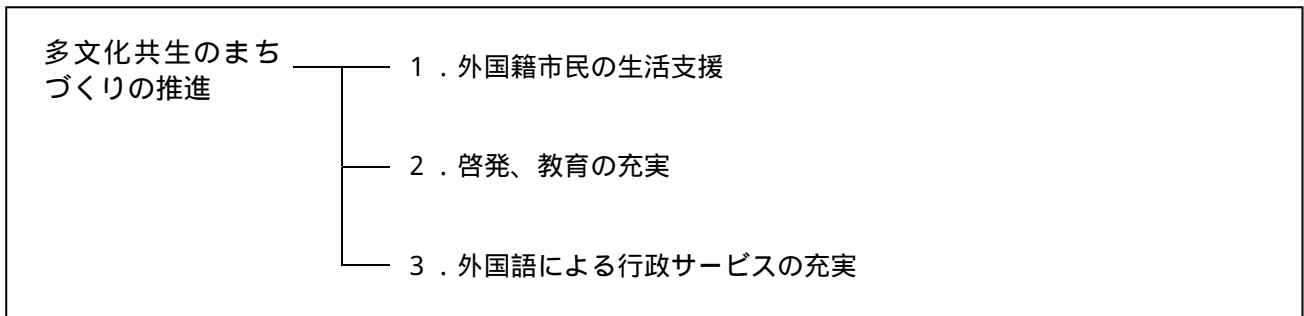 多文化共生のまち
づくりの推進
1．外国籍市民の生活支援
2．啓発、教育の充実
3．外国語による行政サービスの充実